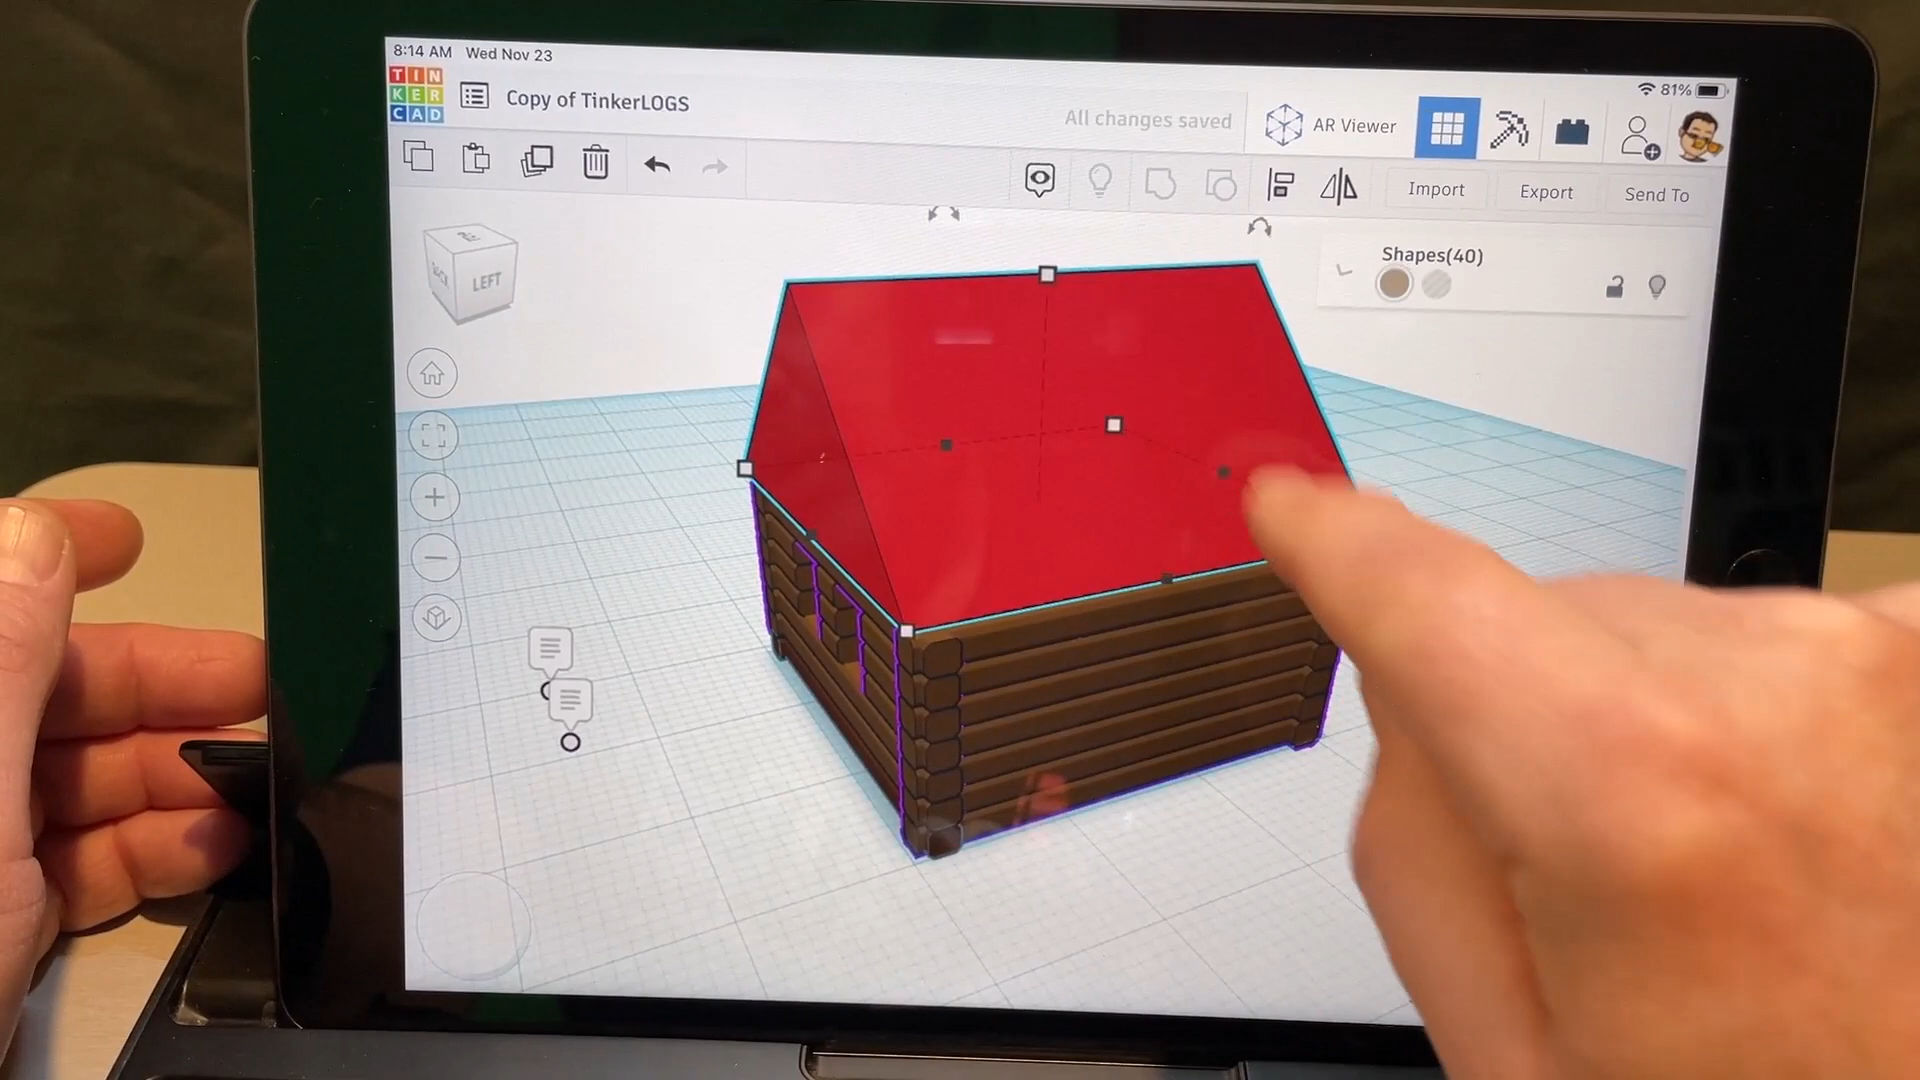 8:14 AM Wed Nov 23
81%
TIN
KER
CAD
Copy of TinkerLOGS
All changes saved
AR Viewer
Import
Export
Send To
Shapes(40)
LEFT